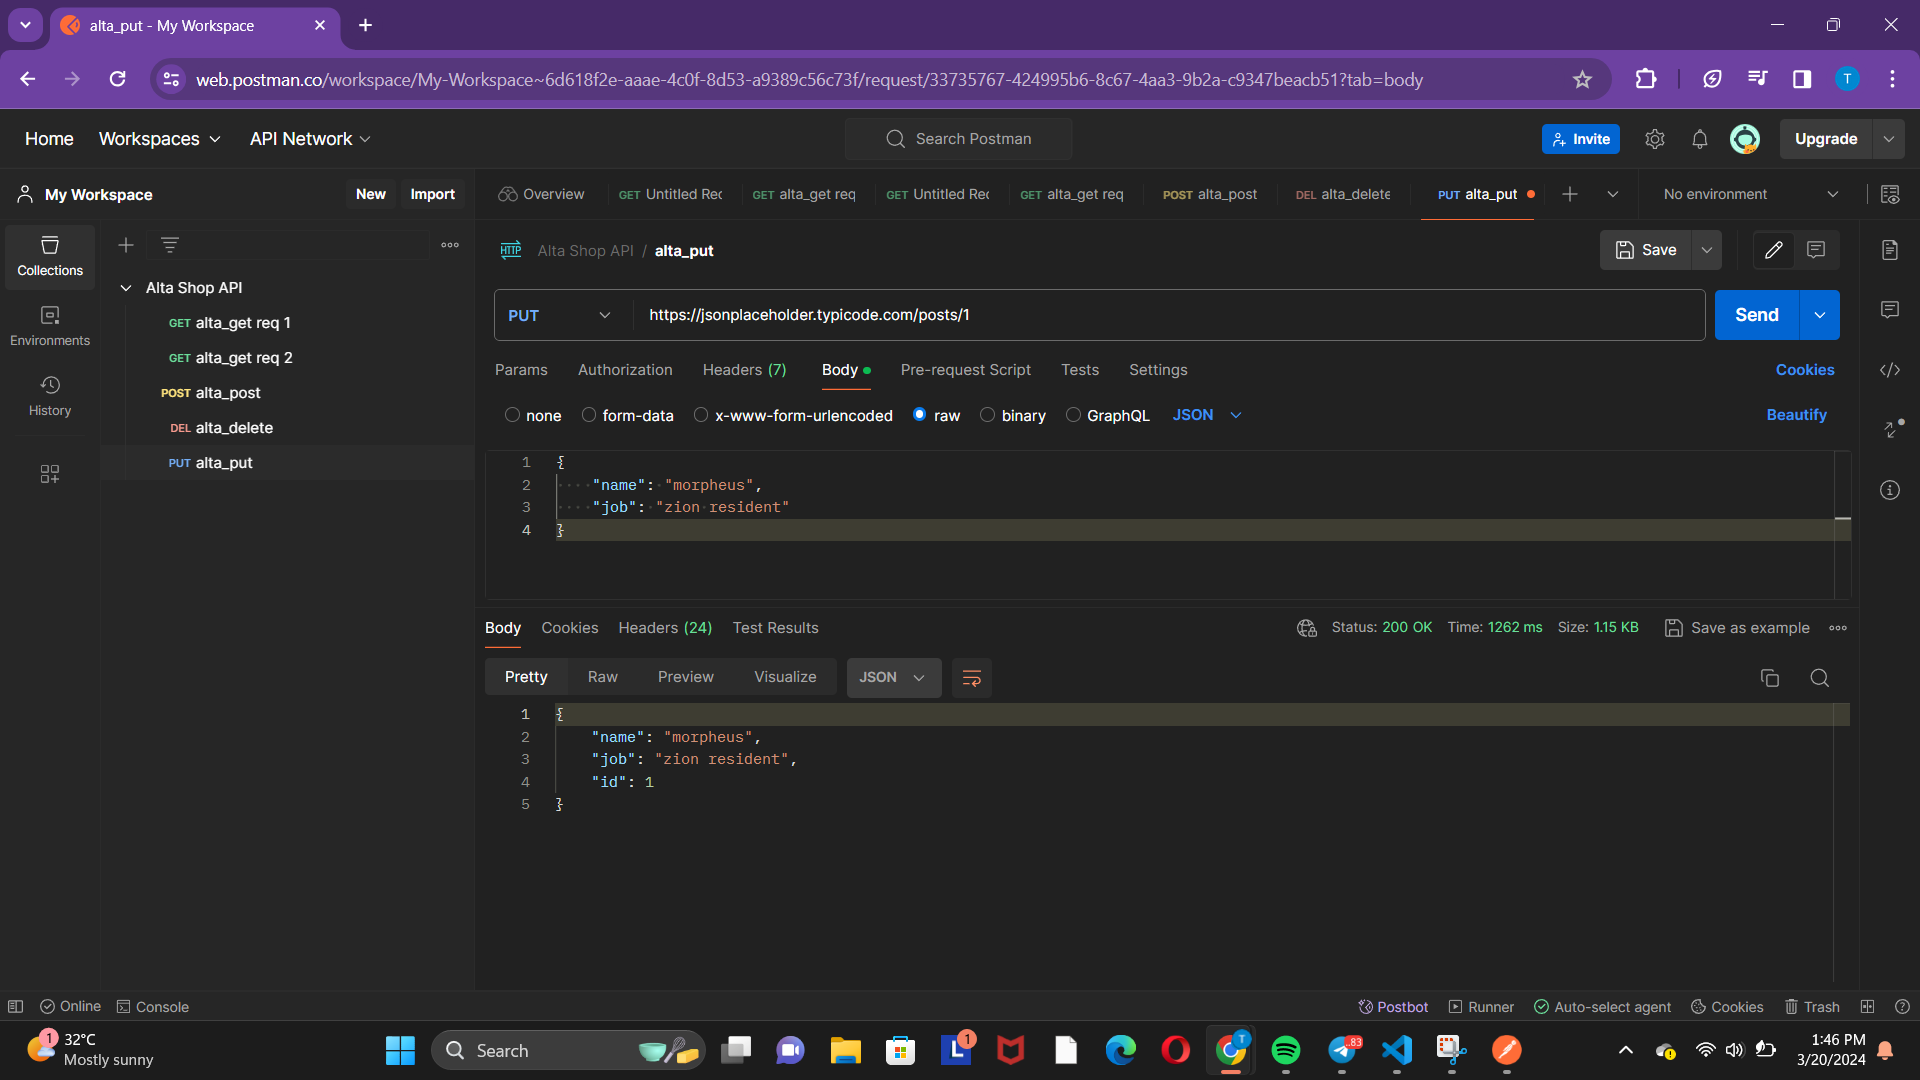 alta_put - My Workspace
web.postman.co/workspace/My-Workspace~6d618f2e-aaae-4c0f-8d53-a9389c56c73f/request/33735767-424995b6-8c67-4aa3-9b2a-c9347beacb51?tab=body
T
Home Workspaces API Network Search Postman Invite Upgrade
My Workspace New Import
Overview GET Untitled Rec GET alta_get req GET Untitled Rec GET alta_get req POST alta_post DEL alta_delete PUT alta_put No environment
Collections
Environments
History
Alta Shop API
GET alta_get req 1
GET alta_get req 2
POST alta_post
DEL alta_delete
PUT alta_put
HTTP Alta Shop API / alta_put Save
PUT https://jsonplaceholder.typicode.com/posts/1 Send
Params Authorization Headers (7) Body Pre-request Script Tests Settings Cookies
none form-data x-www-form-urlencoded raw binary GraphQL JSON Beautify
1 {
2 "name": "morpheus",
3 "job": "zion resident"
4 }
Body Cookies Headers (24) Test Results Status: 200 OK Time: 1262 ms Size: 1.15 KB Save as example
Pretty Raw Preview Visualize JSON
1 {
2 "name": "morpheus",
3 "job": "zion resident",
4 "id": 1
5 }
Online Console Postbot Runner Auto-select agent Cookies Trash
1 32°C
Mostly sunny
Search
L 1
T
83
1:46 PM
3/20/2024